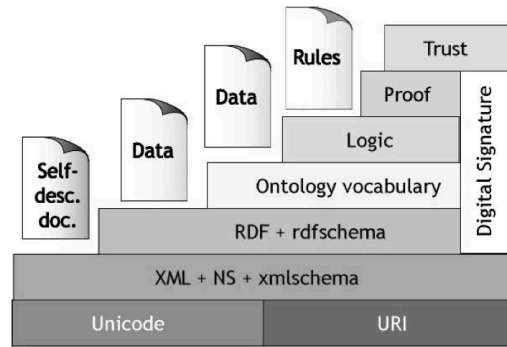 Rules
Trust
Data
Proof
Data
Logic
Self-
desc.
doc.
Ontology vocabulary
Digital Signature
RDF + rdfschema
XML + NS + xmlschema
Unicode
URI